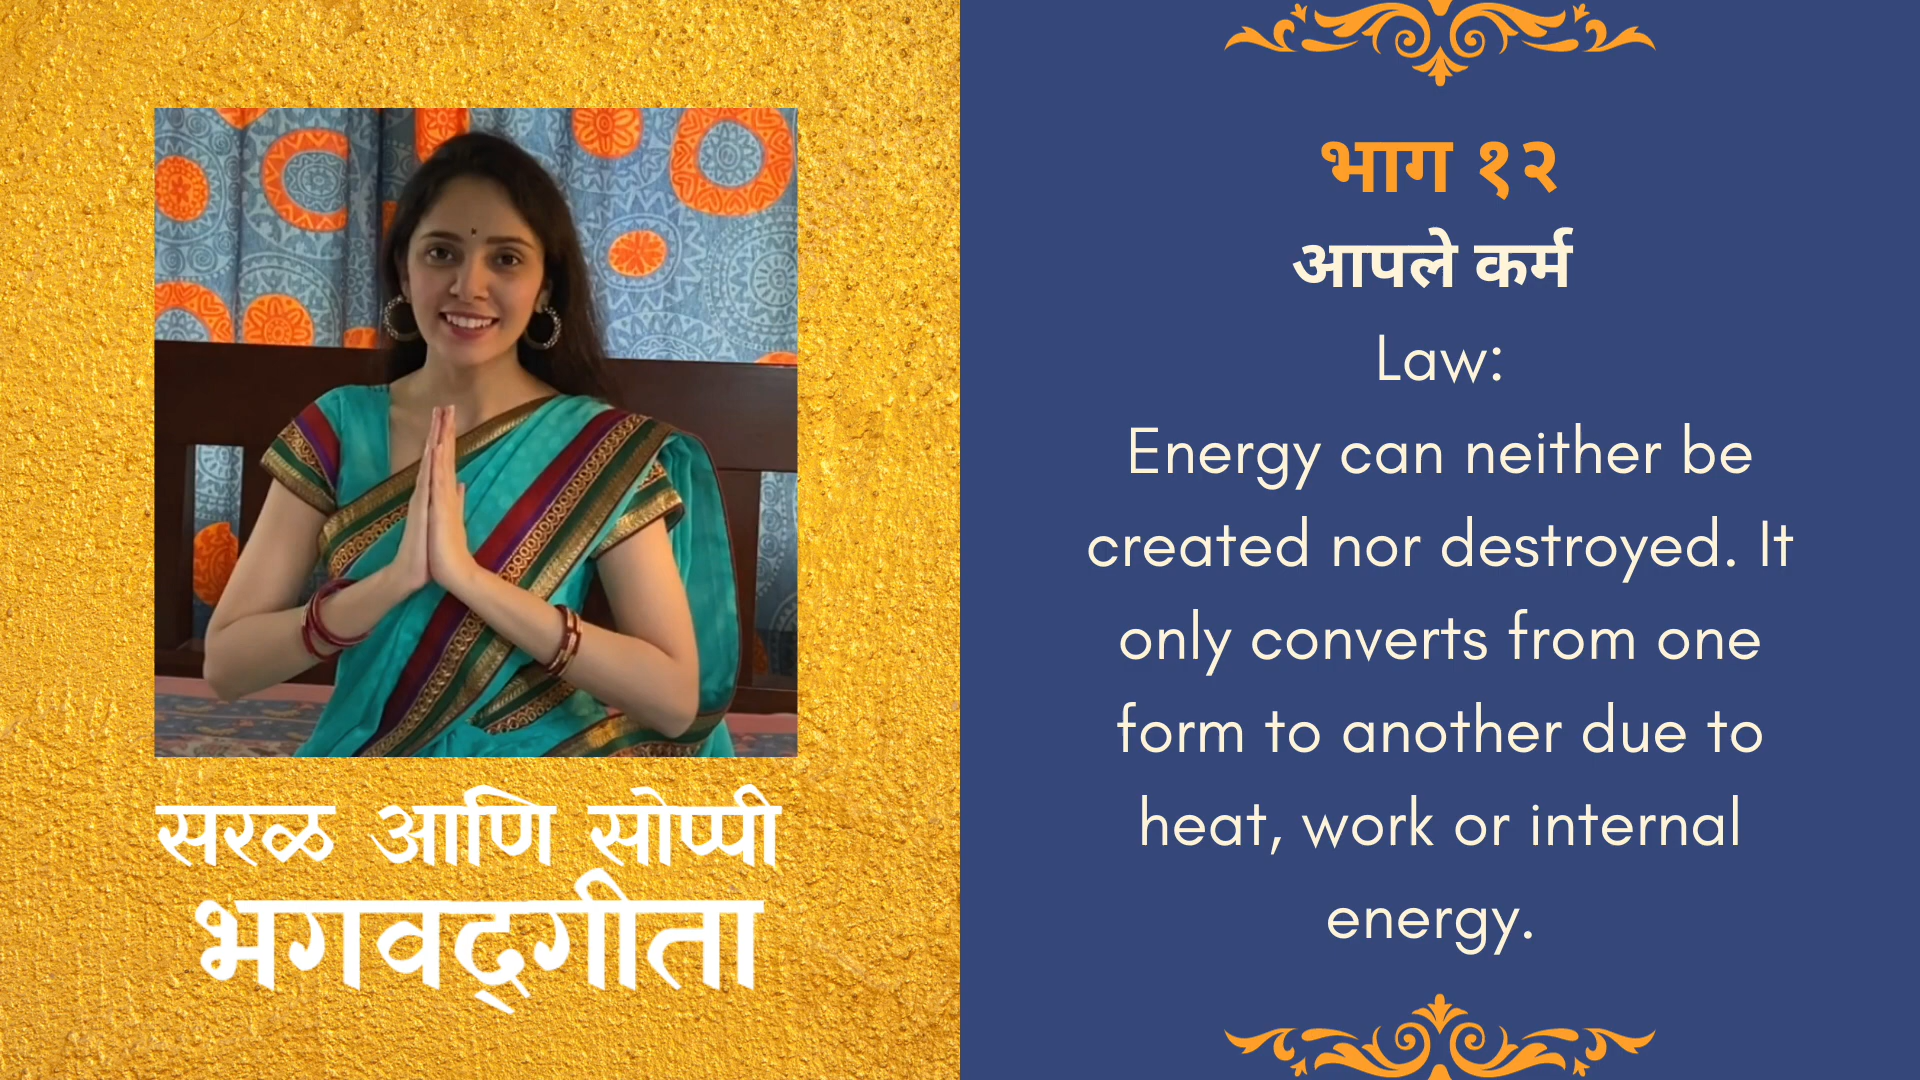 सरळ आणि सोप्पी
भगवद्‌गीता
भाग १२
आपले कर्म
Law:
Energy can neither be
created nor destroyed. It
only converts from one
form to another due to
heat, work or internal
energy.